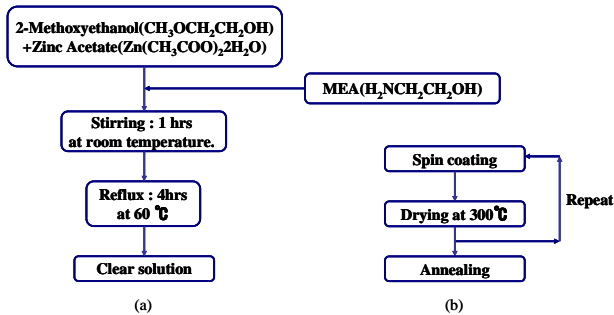 2-Methoxyethanol(CH₃OCH₂CH₂OH)
+Zinc Acetate(Zn(CH₃COO)₂2H₂O)
MEA(H₂NCH₂CH₂OH)
Stirring : 1 hrs
at room temperature.
Reflux : 4hrs
at 60 ℃
Clear solution
(a)
Spin coating
Repeat
Drying at 300℃
Annealing
(b)